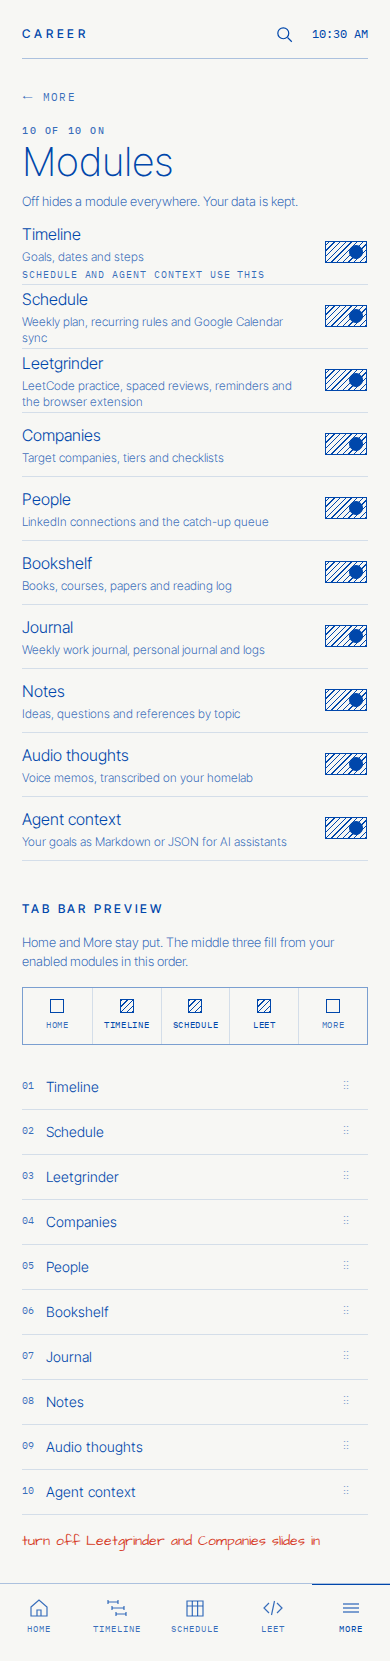 CAREER
10:30 AM
← MORE
10 OF 10 ON
Modules
Off hides a module everywhere. Your data is kept.
Timeline
Goals, dates and steps
SCHEDULE AND AGENT CONTEXT USE THIS
Schedule
Weekly plan, recurring rules and Google Calendar
sync
Leetgrinder
LeetCode practice, spaced reviews, reminders and
the browser extension
Companies
Target companies, tiers and checklists
People
LinkedIn connections and the catch-up queue
Bookshelf
Books, courses, papers and reading log
Journal
Weekly work journal, personal journal and logs
Notes
Ideas, questions and references by topic
Audio thoughts
Voice memos, transcribed on your homelab
Agent context
Your goals as Markdown or JSON for AI assistants
TAB BAR PREVIEW
Home and More stay put. The middle three fill from your
enabled modules in this order.
HOME TIMELINE SCHEDULE LEET MORE
01 Timeline
02 Schedule
03 Leetgrinder
04 Companies
05 People
06 Bookshelf
07 Journal
08 Notes
09 Audio thoughts
10 Agent context
turn off Leetgrinder and Companies slides in
HOME TIMELINE SCHEDULE LEET MORE